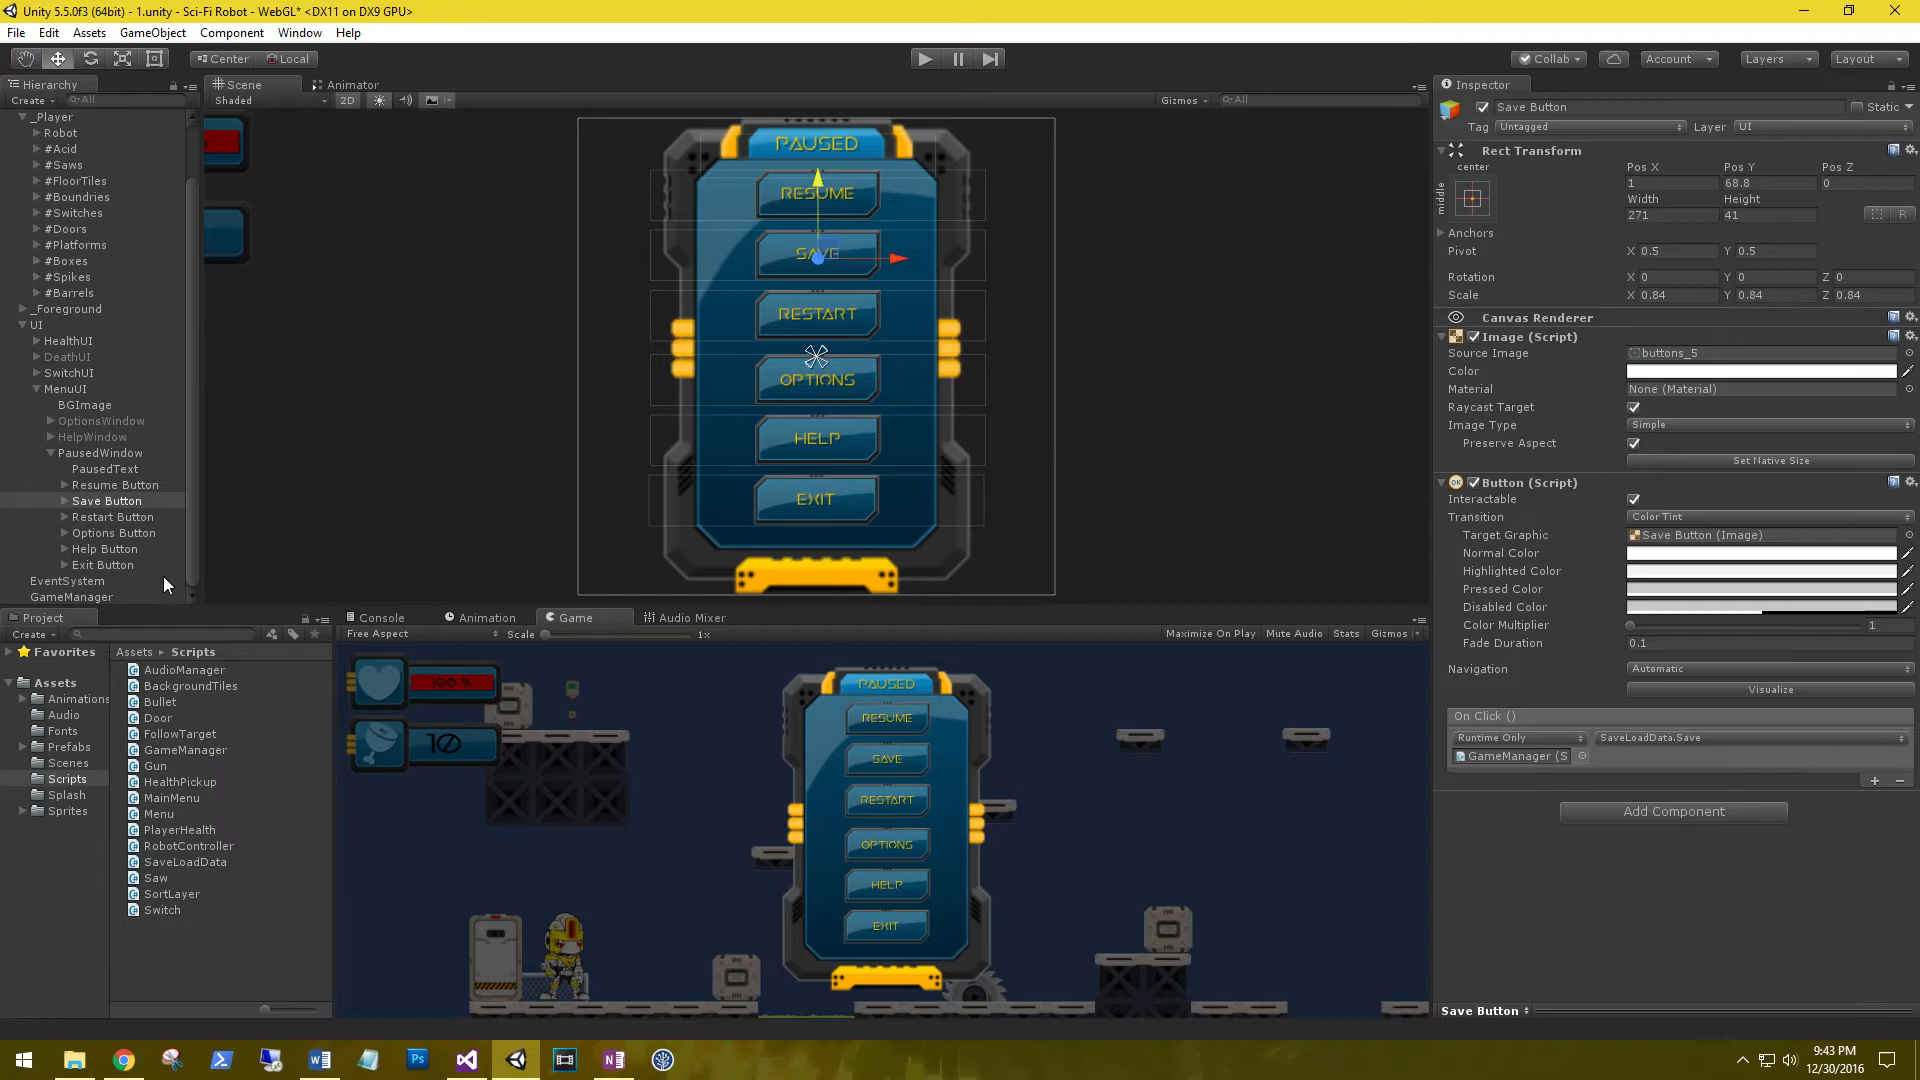 Unity 5.5.0f3 (64bit) - 1.unity - Sci-Fi Robot - WebGL* <DX11 on DX9 GPU>
File Edit Assets GameObject Component Window Help
Center Local Collab Account Layers Layout
Hierarchy
Create All
_Player
Robot
#Acid
#Saws
#FloorTiles
#Boundries
#Switches
#Doors
#Platforms
#Boxes
#Spikes
#Barrels
_Foreground
UI
HealthUI
DeathUI
SwitchUI
MenuUI
BGImage
OptionsWindow
HelpWindow
PausedWindow
PausedText
Resume Button
Save Button
Restart Button
Options Button
Help Button
Exit Button
EventSystem
GameManager
Scene Animator
Shaded 2D Gizmos All
PAUSED
RESUME
SAVE
RESTART
OPTIONS
HELP
EXIT
Project
Create
Favorites
Assets
Animations
Audio
Fonts
Prefabs
Scenes
Scripts
Splash
Sprites
Assets Scripts
AudioManager
BackgroundTiles
Bullet
Door
FollowTarget
GameManager
Gun
HealthPickup
MainMenu
Menu
PlayerHealth
RobotController
SaveLoadData
Saw
SortLayer
Switch
Console Animation Game Audio Mixer
Free Aspect Scale 1x Maximize On Play Mute Audio Stats Gizmos
100 %
10
PAUSED
RESUME
SAVE
RESTART
OPTIONS
HELP
EXIT
Inspector
Save Button Static
Tag Untagged Layer UI
Rect Transform
center Pos X Pos Y Pos Z
middle 1 68.8 0
Width Height
271 41 R
Anchors
Pivot X 0.5 Y 0.5
Rotation X 0 Y 0 Z 0
Scale X 0.84 Y 0.84 Z 0.84
Canvas Renderer
Image (Script)
Source Image buttons_5
Color
Material None (Material)
Raycast Target
Image Type Simple
Preserve Aspect
Set Native Size
OK Button (Script)
Interactable
Transition Color Tint
Target Graphic Save Button (Image)
Normal Color
Highlighted Color
Pressed Color
Disabled Color
Color Multiplier 1
Fade Duration 0.1
Navigation Automatic
Visualize
On Click ()
Runtime Only SaveLoadData.Save
GameManager (S
Add Component
Save Button
9:43 PM
12/30/2016